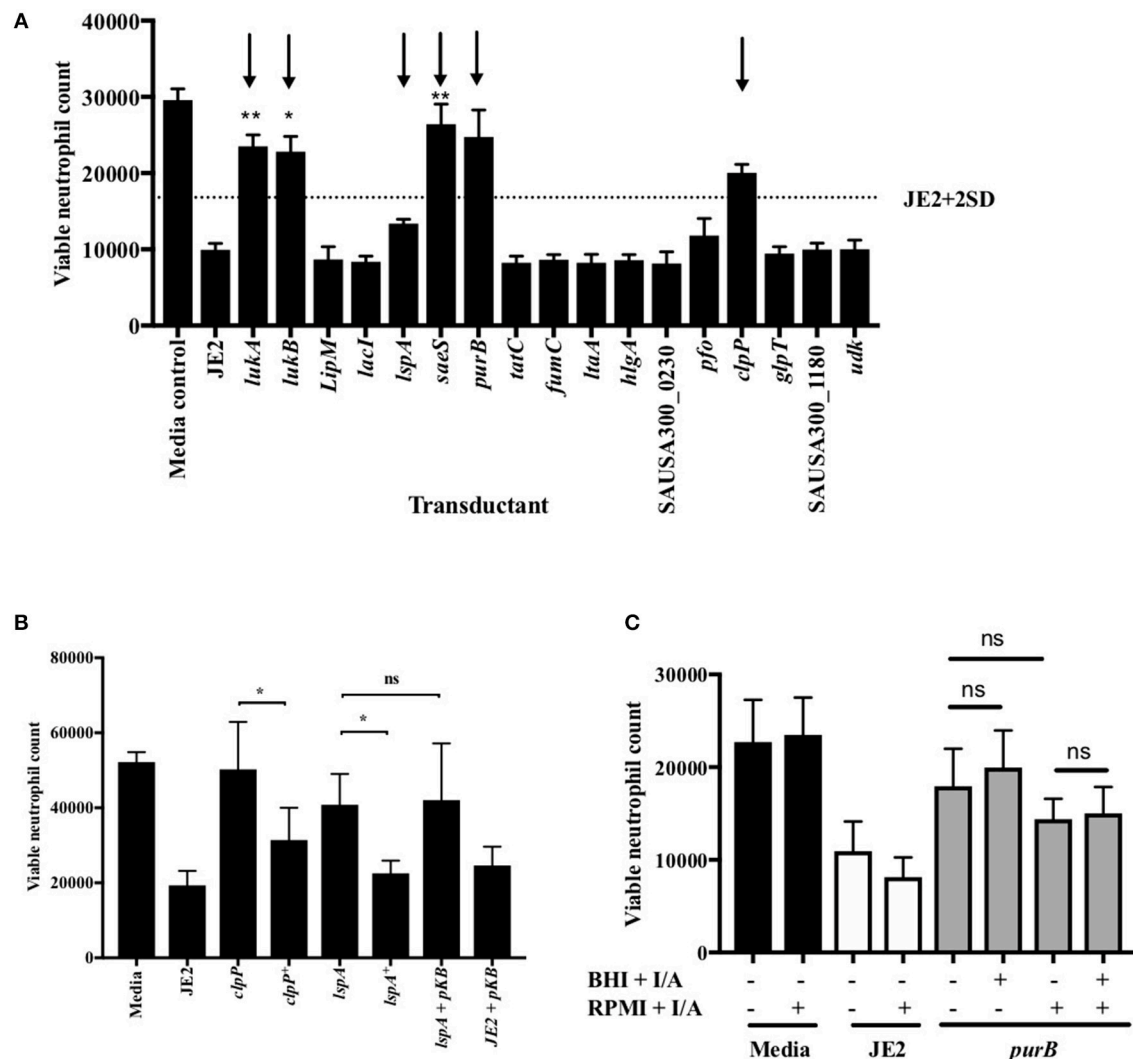 A
Viable neutrophil count
40000
30000
20000
10000
0
** * ** 
JE2+2SD
Media control
JE2
lukA
lukB
LipM
lacI
lspA
saeS
purB
tatC
fumC
ltaA
hlgA
SAUSA300_0230
pfo
clpP
glpT
SAUSA300_1180
udk
Transductant
B
Viable neutrophil count
80000
60000
40000
20000
0
* * ns
Media
JE2
clpP
clpP+
lspA
lspA+
lspA + pKB
JE2 + pKB
C
Viable neutrophil count
30000
20000
10000
0
ns
ns
ns
BHI + I/A - - - - - + - +
RPMI + I/A - + - + - - + +
Media JE2 purB